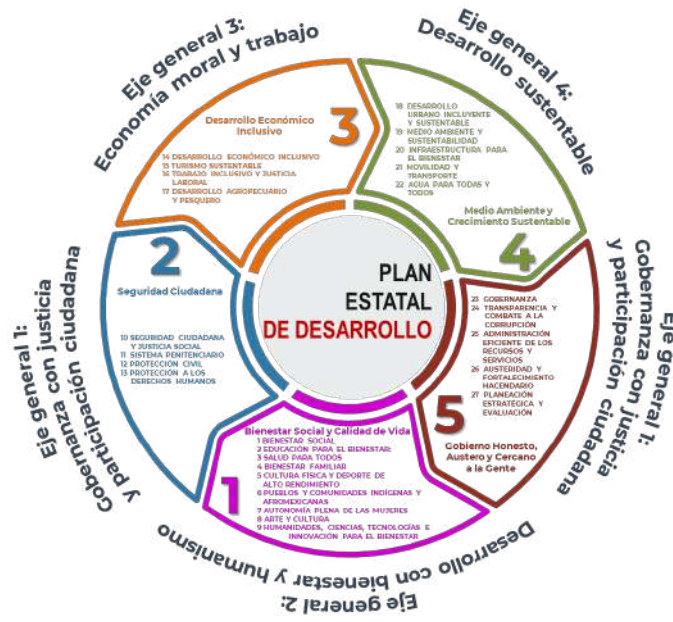 Eje general 3:
Economía moral y trabajo
Eje general 4:
Desarrollo sustentable
Desarrollo Económico
Inclusivo
3
14 DESARROLLO ECONÓMICO INCLUSIVO
15 TURISMO SUSTENTABLE
16 TRABAJO INCLUSIVO Y JUSTICIA
LABORAL
17 DESARROLLO AGROPECUARIO
Y PESQUERO
18 DESARROLLO
URBANO INCLUYENTE
Y SUSTENTABLE
19 MEDIO AMBIENTE Y
SUSTENTABILIDAD
20 INFRAESTRUCTURA PARA
EL BIENESTAR
21 MOVILIDAD Y
TRANSPORTE
22 AGUA PARA TODAS Y
TODOS
Medio Ambiente y
Crecimiento Sustentable
4
2
Seguridad Ciudadana
10 SEGURIDAD CIUDADANA
Y JUSTICIA SOCIAL
11 SISTEMA PENITENCIARIO
12 PROTECCIÓN CIVIL
13 PROTECCIÓN A LOS
DERECHOS HUMANOS
Eje general 1:
Gobernanza con justicia
y participación ciudadana
PLAN
ESTATAL
DE DESARROLLO
23 GOBERNANZA
24 TRANSPARENCIA Y
COMBATE A LA
CORRUPCIÓN
25 ADMINISTRACIÓN
EFICIENTE DE LOS
RECURSOS Y
SERVICIOS
26 AUSTERIDAD Y
FORTALECIMIENTO
HACENDARIO
27 PLANEACIÓN
ESTRATÉGICA Y
EVALUACIÓN
5
Gobierno Honesto,
Austero y Cercano
a la Gente
Eje general 1:
Gobernanza con justicia
y participación ciudadana
Bienestar Social y Calidad de Vida
1
1 BIENESTAR SOCIAL
2 EDUCACIÓN PARA EL BIENESTAR:
3 SALUD PARA TODOS
4 BIENESTAR FAMILIAR
5 CULTURA FÍSICA Y DEPORTE DE
ALTO RENDIMIENTO
6 PUEBLOS Y COMUNIDADES INDÍGENAS Y
AFROMEXICANAS
7 AUTONOMÍA PLENA DE LAS MUJERES
8 ARTE Y CULTURA
9 HUMANIDADES, CIENCIAS, TECNOLOGÍAS E
INNOVACIÓN PARA EL BIENESTAR
Eje general 2:
Desarrollo con bienestar y humanismo